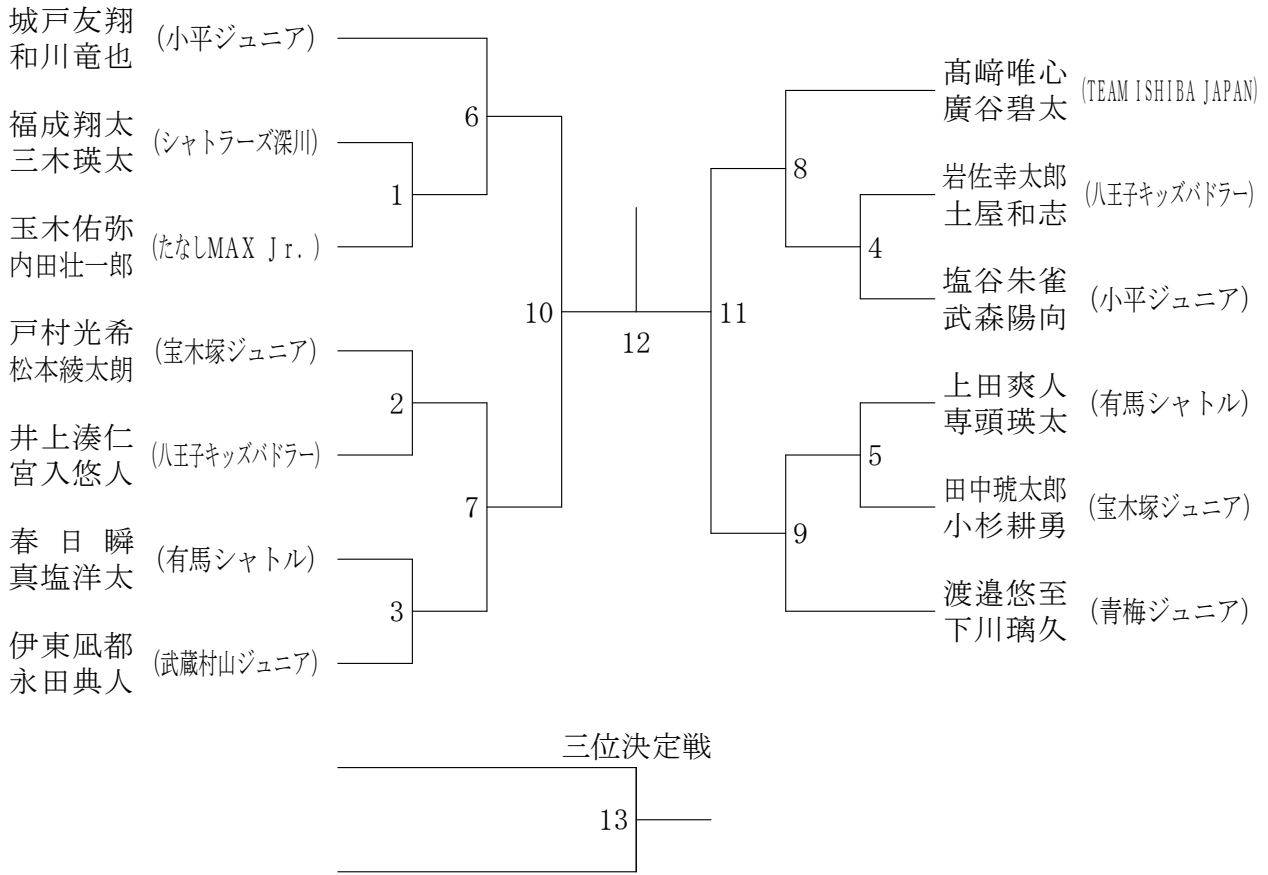 城戸友翔
和川竜也
(小平ジュニア)
福成翔太
三木瑛太
(シャトラーズ深川)
玉木佑弥
内田壮一郎
(たなしMAX Jr.)
戸村光希
松本綾太朗
(宝木塚ジュニア)
井上湊仁
宮入悠人
(八王子キッズバドラー)
春日瞬
真塩洋太
(有馬シャトル)
伊東凪都
永田典人
(武蔵村山ジュニア)
1
2
3
6
7
10
12
11
8
9
4
5
髙﨑唯心
廣谷碧太
(TEAM ISHIBA JAPAN)
岩佐幸太郎
土屋和志
(八王子キッズバドラー)
塩谷朱雀
武森陽向
(小平ジュニア)
上田爽人
専頭瑛太
(有馬シャトル)
田中琥太郎
小杉耕勇
(宝木塚ジュニア)
渡邉悠至
下川璃久
(青梅ジュニア)
三位決定戦
13